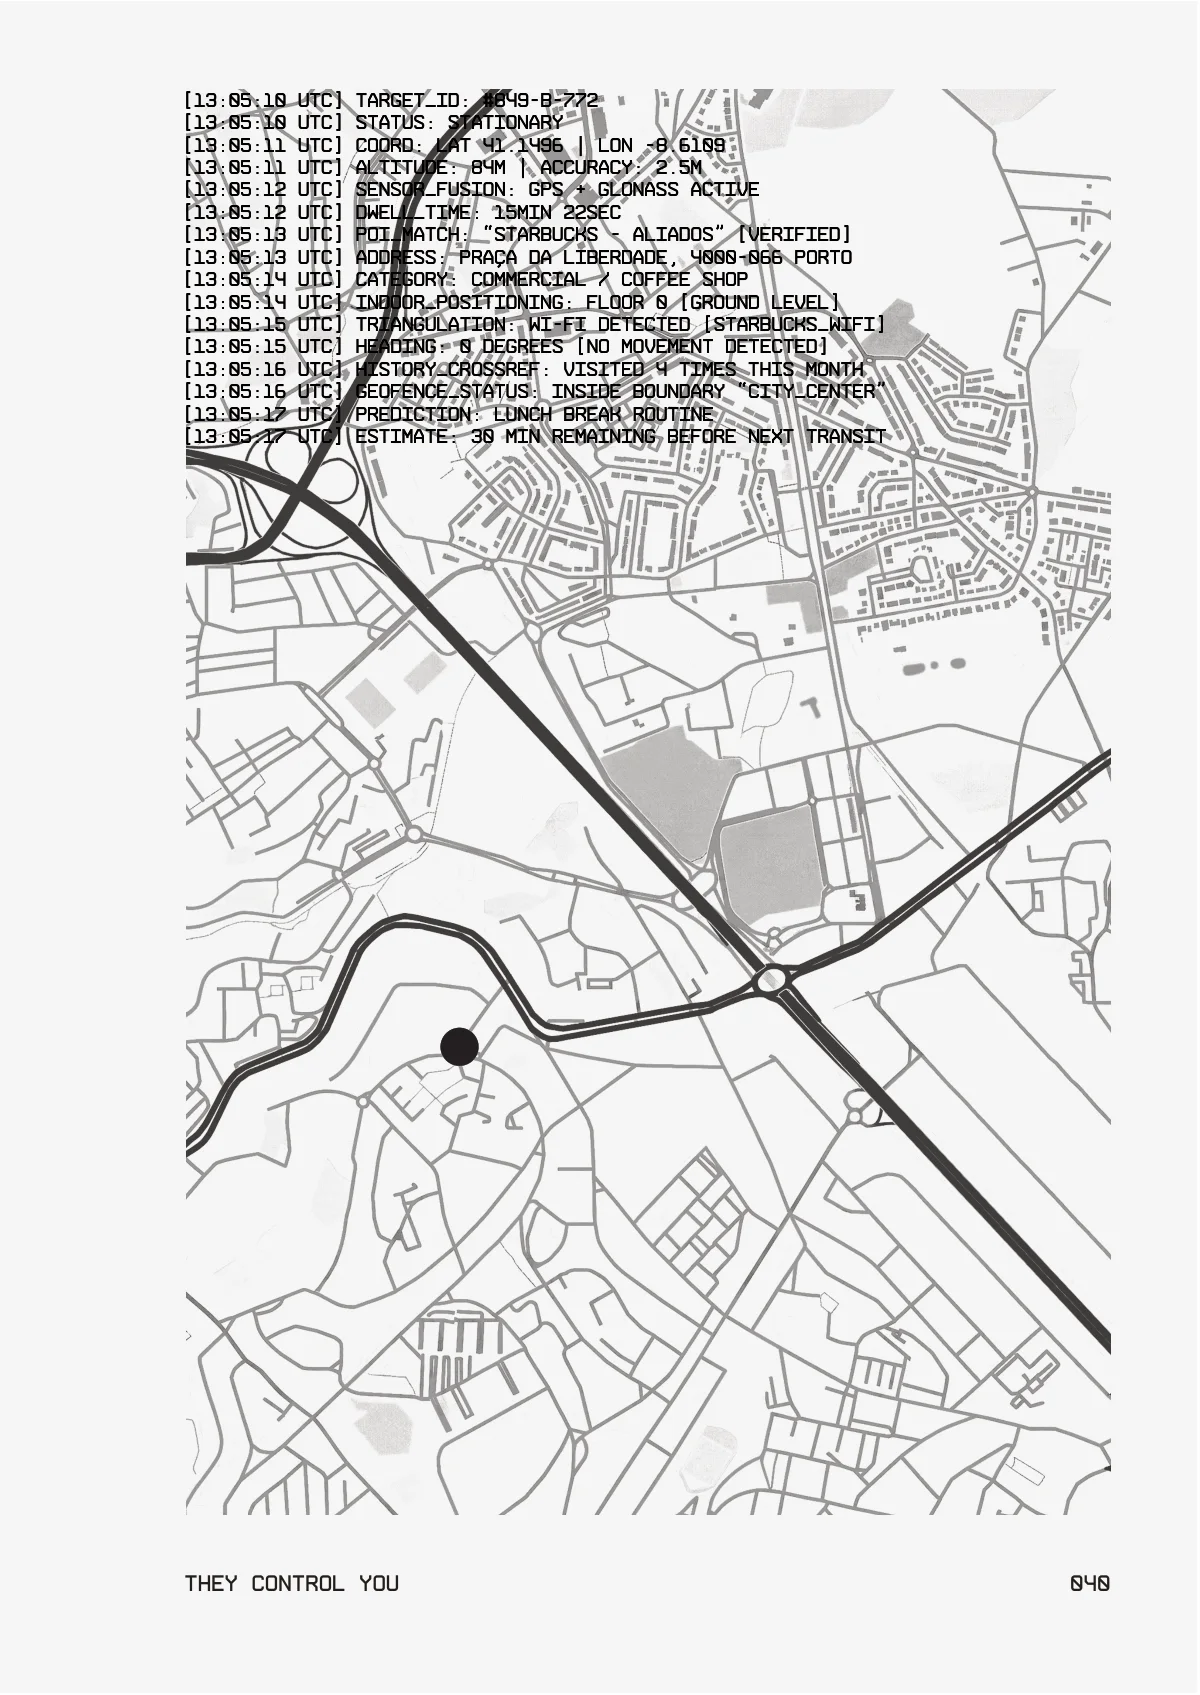 [13:05:10 UTC] TARGET_ID: #849-B-772
[13:05:10 UTC] STATUS: STATIONARY
[13:05:11 UTC] COORD: LAT 41.1496 | LON -8.6109
[13:05:11 UTC] ALTITUDE: 84M | ACCURACY: 2.5M
[13:05:12 UTC] SENSOR_FUSION: GPS + GLONASS ACTIVE
[13:05:12 UTC] DWELL_TIME: 15MIN 22SEC
[13:05:13 UTC] POI_MATCH: “STARBUCKS - ALIADOS” [VERIFIED]
[13:05:13 UTC] ADDRESS: PRAÇA DA LIBERDADE, 4000-066 PORTO
[13:05:14 UTC] CATEGORY: COMMERCIAL / COFFEE SHOP
[13:05:14 UTC] INDOOR_POSITIONING: FLOOR 0 [GROUND LEVEL]
[13:05:15 UTC] TRIANGULATION: WI-FI DETECTED [STARBUCKS_WIFI]
[13:05:15 UTC] HEADING: 0 DEGREES [NO MOVEMENT DETECTED]
[13:05:16 UTC] HISTORY_CROSSREF: VISITED 4 TIMES THIS MONTH
[13:05:16 UTC] GEOFENCE_STATUS: INSIDE BOUNDARY “CITY_CENTER”
[13:05:17 UTC] PREDICTION: LUNCH BREAK ROUTINE
[13:05:17 UTC] ESTIMATE: 30 MIN REMAINING BEFORE NEXT TRANSIT
THEY CONTROL YOU
040